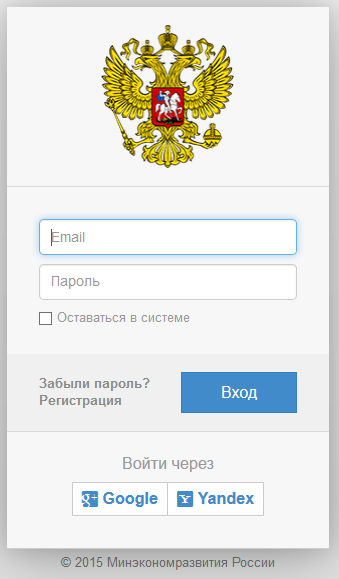 Email
Пароль
Оставаться в системе
Забыли пароль?
Регистрация
Вход
Войти через
Google Yandex
© 2015 Минэкономразвития России